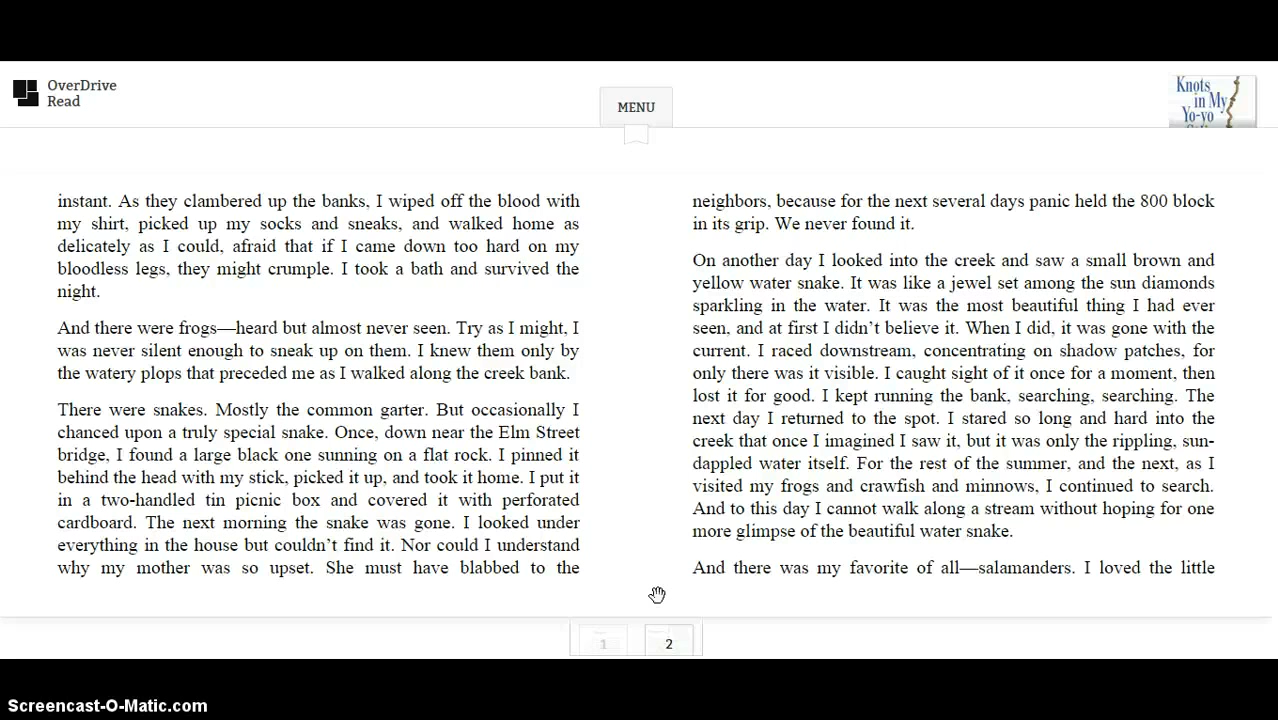 OverDrive
Read
MENU
Knots
in My
Yo-yo
instant. As they clambered up the banks, I wiped off the blood with
my shirt, picked up my socks and sneaks, and walked home as
delicately as I could, afraid that if I came down too hard on my
bloodless legs, they might crumple. I took a bath and survived the
night.
And there were frogs—heard but almost never seen. Try as I might, I
was never silent enough to sneak up on them. I knew them only by
the watery plops that preceded me as I walked along the creek bank.
There were snakes. Mostly the common garter. But occasionally I
chanced upon a truly special snake. Once, down near the Elm Street
bridge, I found a large black one sunning on a flat rock. I pinned it
behind the head with my stick, picked it up, and took it home. I put it
in a two-handled tin picnic box and covered it with perforated
cardboard. The next morning the snake was gone. I looked under
everything in the house but couldn't find it. Nor could I understand
why my mother was so upset. She must have blabbed to the
neighbors, because for the next several days panic held the 800 block
in its grip. We never found it.
On another day I looked into the creek and saw a small brown and
yellow water snake. It was like a jewel set among the sun diamonds
sparkling in the water. It was the most beautiful thing I had ever
seen, and at first I didn't believe it. When I did, it was gone with the
current. I raced downstream, concentrating on shadow patches, for
only there was it visible. I caught sight of it once for a moment, then
lost it for good. I kept running the bank, searching, searching. The
next day I returned to the spot. I stared so long and hard into the
creek that once I imagined I saw it, but it was only the rippling, sun-
dappled water itself. For the rest of the summer, and the next, as I
visited my frogs and crawfish and minnows, I continued to search.
And to this day I cannot walk along a stream without hoping for one
more glimpse of the beautiful water snake.
And there was my favorite of all—salamanders. I loved the little
1
2
Screencast-O-Matic.com